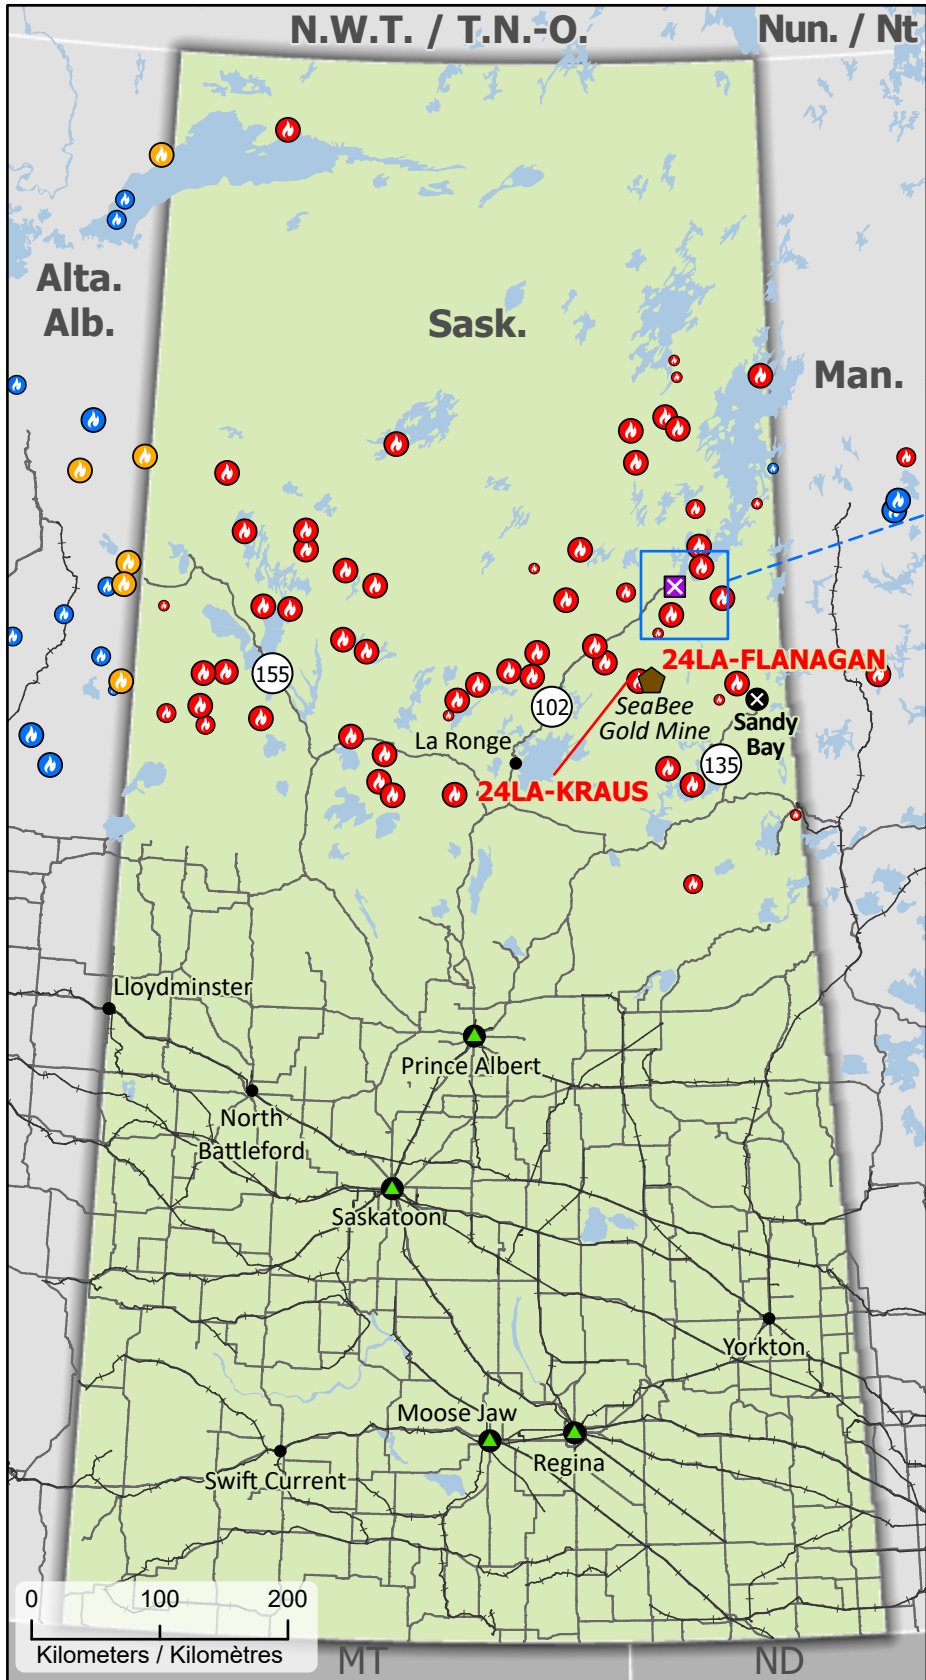 N.W.T. / T.N.-O.
Nun. / Nt
Alta.
Alb.
Sask.
Man.
24LA-FLANAGAN
155
102
SeaBee
Gold Mine
Sandy
Bay
La Ronge
135
24LA-KRAUS
Lloydminster
Prince Albert
North
Battleford
Saskatoon
Yorkton
Moose Jaw
Regina
Swift Current
0 100 200
Kilometers / Kilomètres
MT
ND